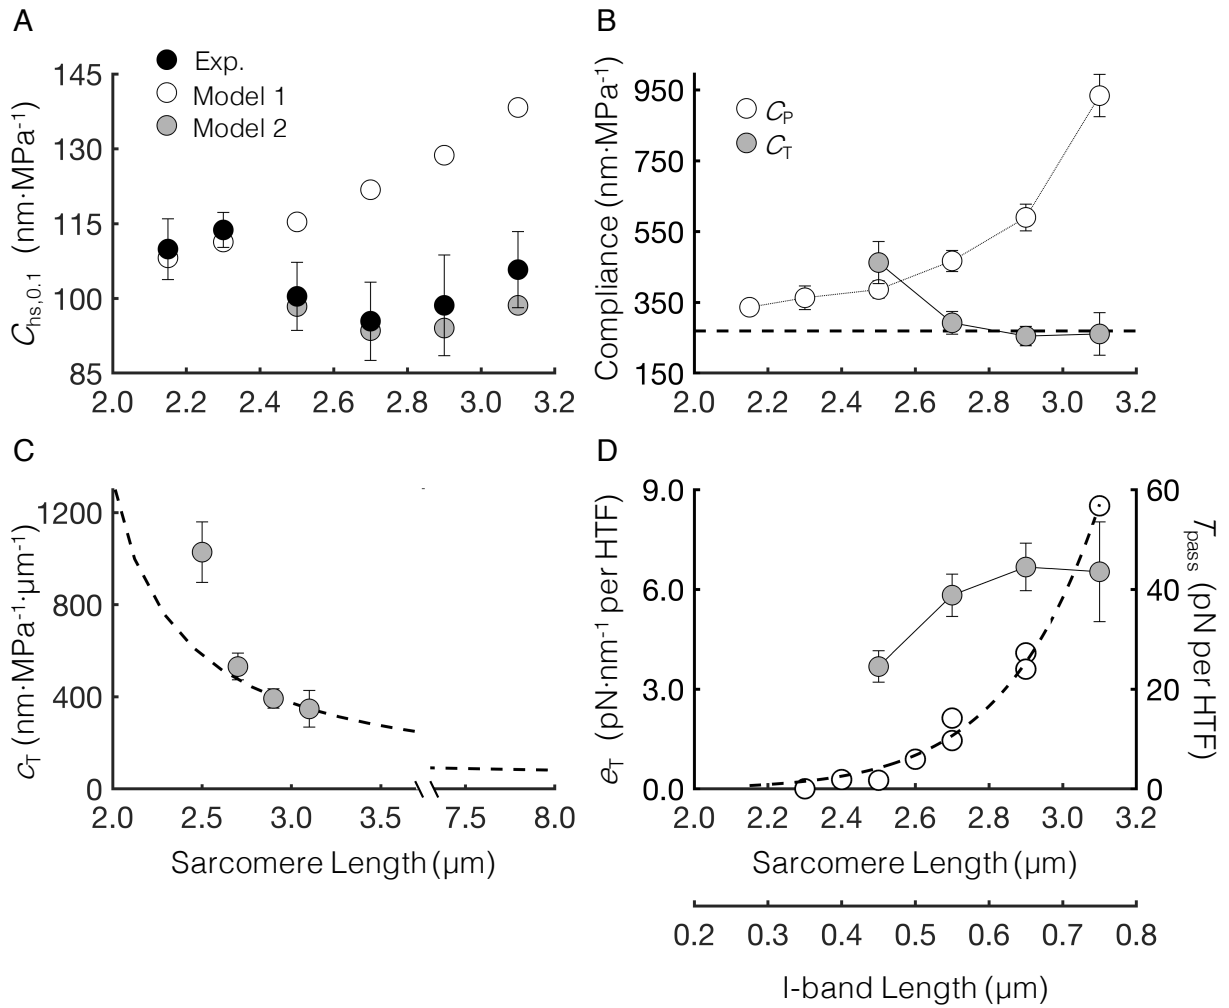 A
Exp.
Model 1
Model 2
C hs,0.1 (nm·MPa-1)
145
130
115
100
85
2.0 2.2 2.4 2.6 2.8 3.0 3.2
B
CP
CT
Compliance (nm·MPa-1)
950
750
550
350
150
2.0 2.2 2.4 2.6 2.8 3.0 3.2
C
cT (nm·MPa-1·µm-1)
1200
800
400
0
2.0 2.5 3.0 3.5 7.5 8.0
Sarcomere Length (µm)
D
eT (pN·nm-1 per HTF)
9.0
6.0
3.0
0.0
60
40
20
0
Tpass (pN per HTF)
2.0 2.2 2.4 2.6 2.8 3.0 3.2
Sarcomere Length (µm)
0.2 0.3 0.4 0.5 0.6 0.7 0.8
I-band Length (µm)